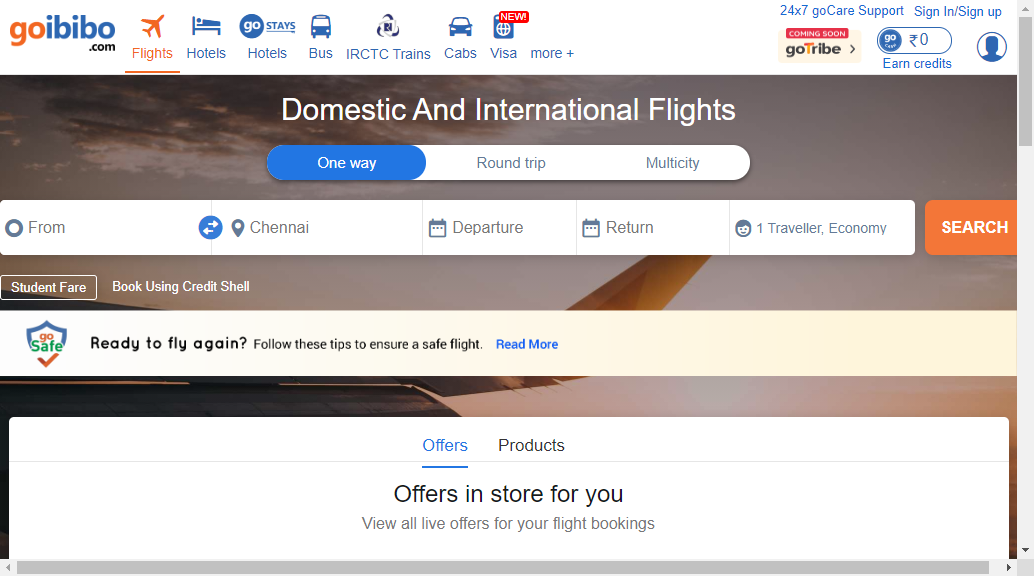 goibibo
.com
Flights
Hotels
go STAYS
Hotels
Bus
IRCTC Trains
Cabs
NEW!
Visa
more +
24x7 goCare Support
Sign In/Sign up
COMING SOON
goTribe
go CASH
₹0
Earn credits
Domestic And International Flights
One way
Round trip
Multicity
From
Chennai
Departure
Return
1 Traveller, Economy
SEARCH
Student Fare
Book Using Credit Shell
go
Safe
Ready to fly again? Follow these tips to ensure a safe flight. Read More
Offers
Products
Offers in store for you
View all live offers for your flight bookings